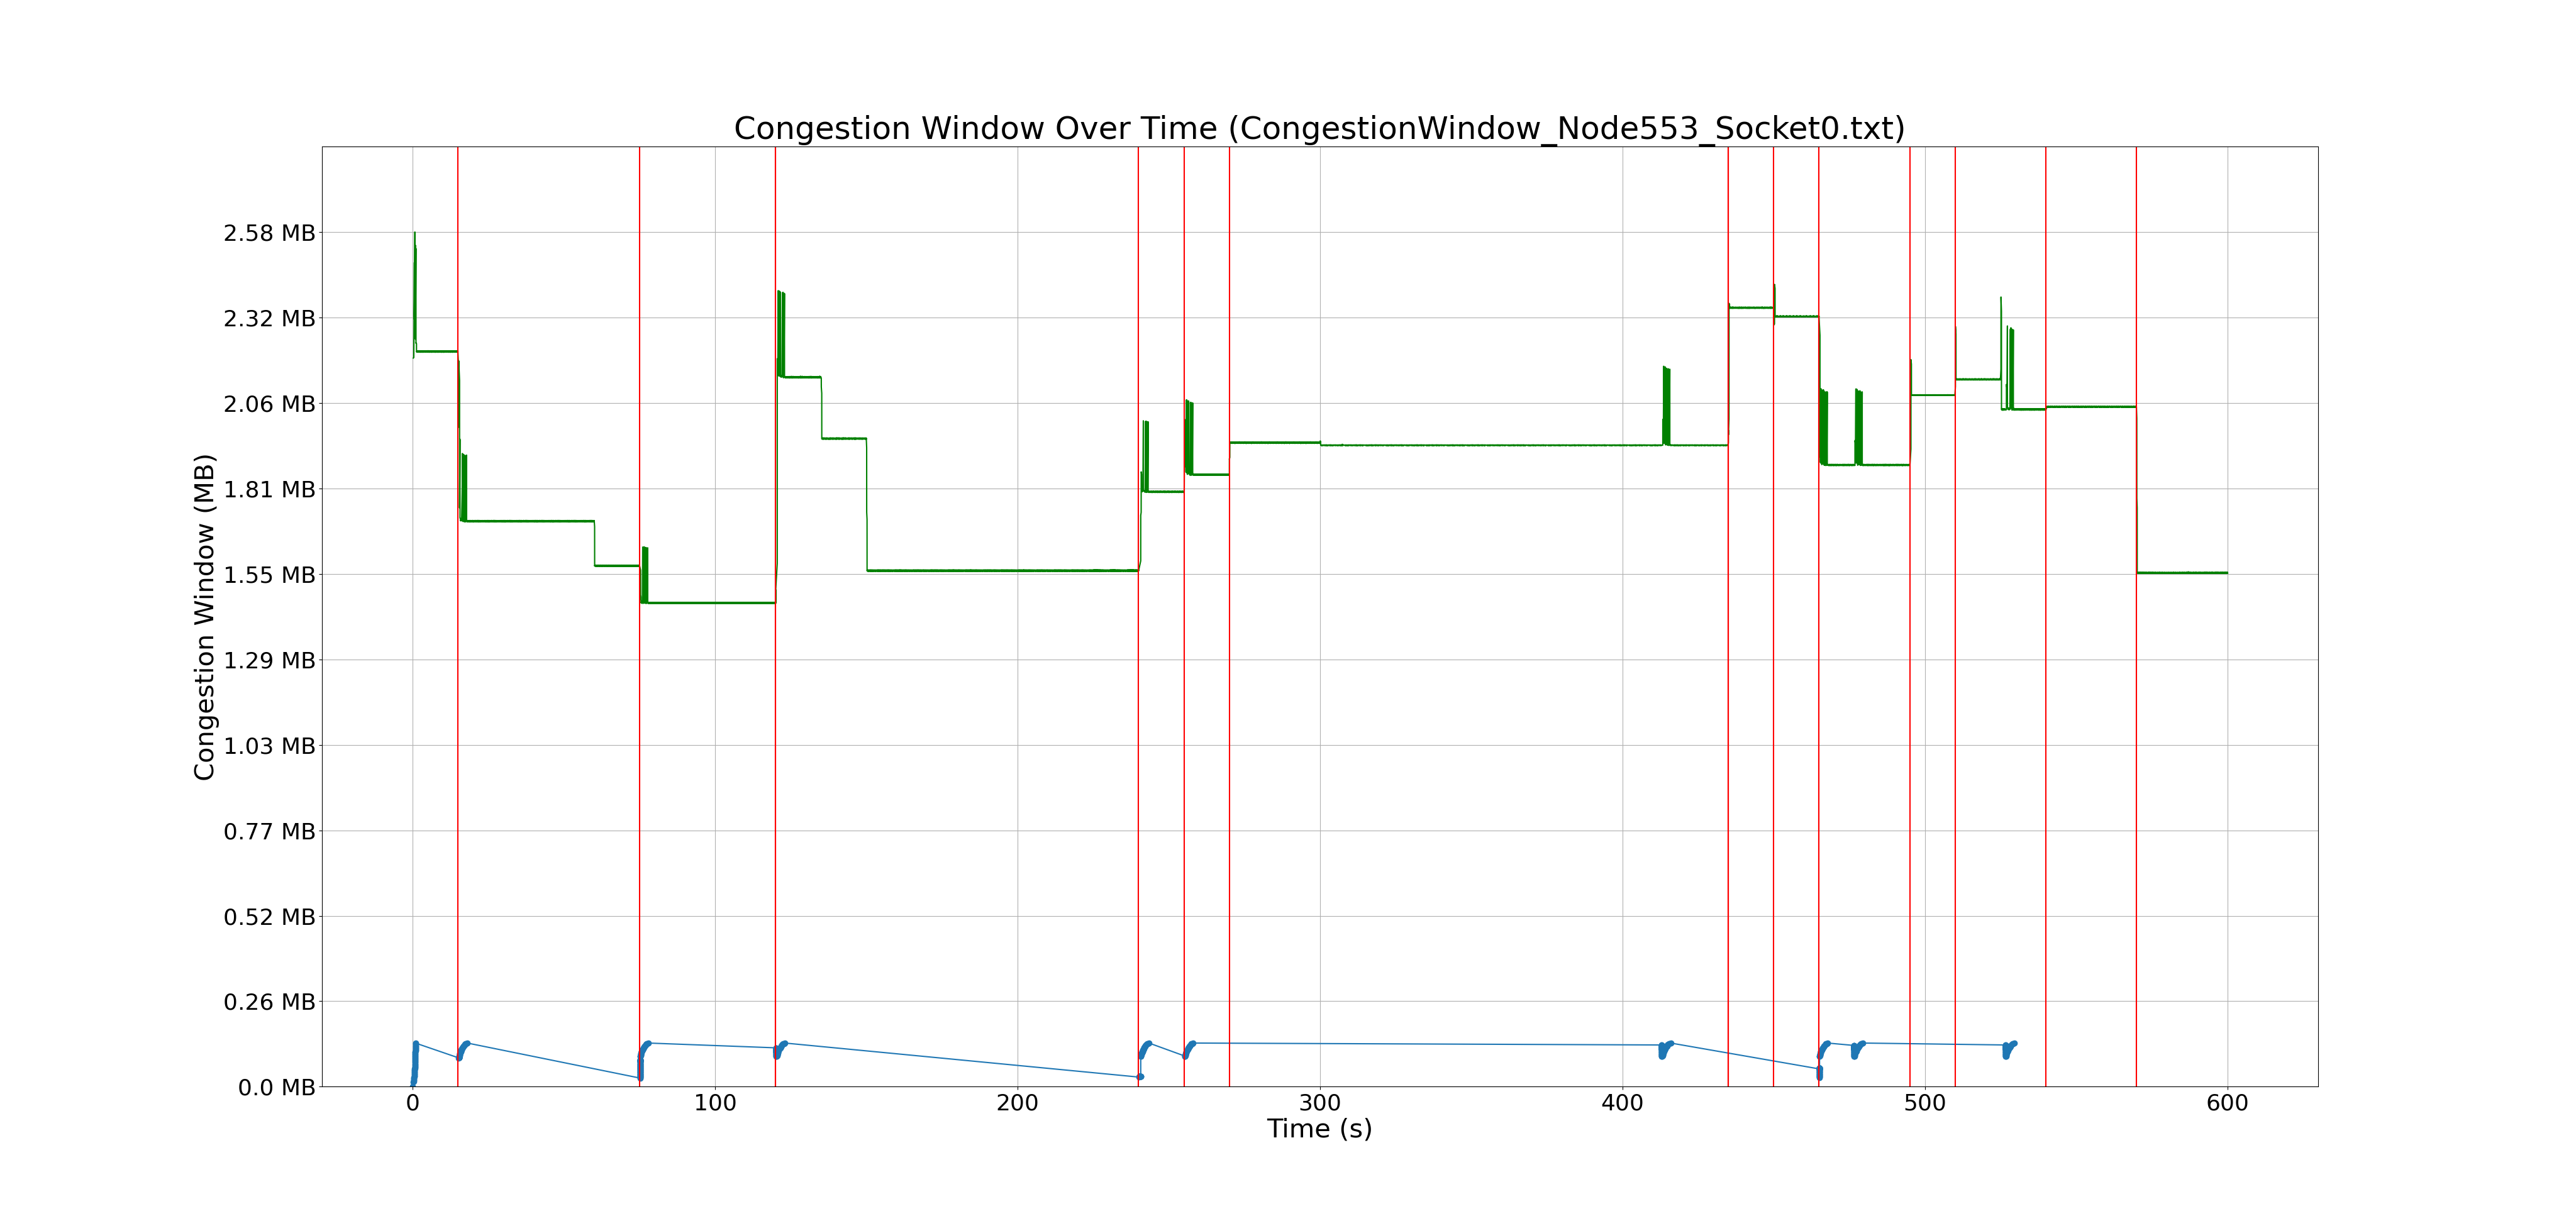 Congestion Window Over Time (CongestionWindow_Node553_Socket0.txt)
Congestion Window (MB)
2.58 MB
2.32 MB
2.06 MB
1.81 MB
1.55 MB
1.29 MB
1.03 MB
0.77 MB
0.52 MB
0.26 MB
0.0 MB
0 100 200 300 400 500 600
Time (s)